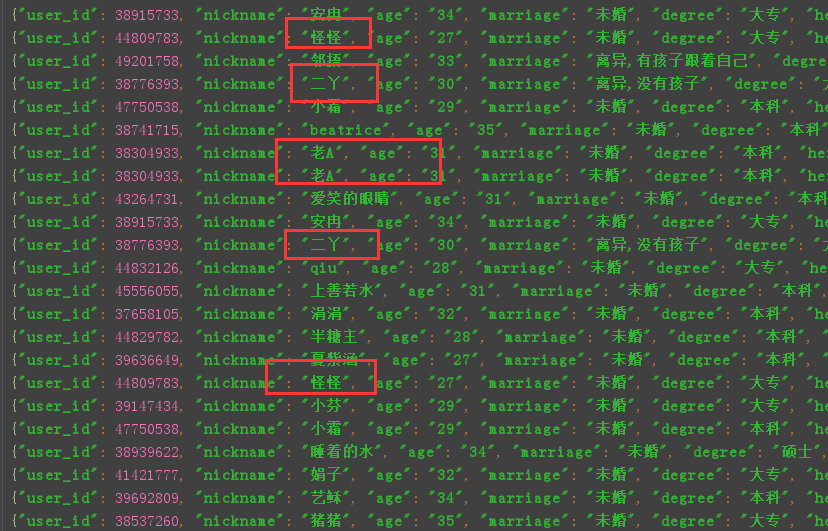 {"user_id": 38915733, "nickname": "安冉", "age": "34", "marriage": "未婚", "degree": "大专", "he
{"user_id": 44809783, "nickname": "怪怪", "age": "27", "marriage": "未婚", "degree": "大专", "he
{"user_id": 49201758, "nickname": "邻捂", "age": "33", "marriage": "离异,有孩子跟着自己", "degre
{"user_id": 38776393, "nickname": "二丫", "age": "30", "marriage": "离异,没有孩子", "degree": "大
{"user_id": 47750538, "nickname": "小霜", "age": "29", "marriage": "未婚", "degree": "本科", "he
{"user_id": 38741715, "nickname": "beatrice", "age": "35", "marriage": "未婚", "degree": "本科"
{"user_id": 38304933, "nickname": "老A", "age": "31", "marriage": "未婚", "degree": "本科", "hei
{"user_id": 38304933, "nickname": "老A", "age": "31", "marriage": "未婚", "degree": "本科", "hei
{"user_id": 43264731, "nickname": "爱笑的眼睛", "age": "31", "marriage": "未婚", "degree": "本科
{"user_id": 38915733, "nickname": "安冉", "age": "34", "marriage": "未婚", "degree": "大专", "he
{"user_id": 38776393, "nickname": "二丫", "age": "30", "marriage": "离异,没有孩子", "degree": "大
{"user_id": 44832126, "nickname": "qiu", "age": "28", "marriage": "未婚", "degree": "大专", "hei
{"user_id": 45556055, "nickname": "上善若水", "age": "31", "marriage": "未婚", "degree": "本科",
{"user_id": 37658105, "nickname": "涓涓", "age": "32", "marriage": "未婚", "degree": "本科", "he
{"user_id": 44829782, "nickname": "半糖主", "age": "28", "marriage": "未婚", "degree": "本科", "
{"user_id": 39636649, "nickname": "夏紫涵", "age": "27", "marriage": "未婚", "degree": "本科", "
{"user_id": 44809783, "nickname": "怪怪", "age": "27", "marriage": "未婚", "degree": "大专", "he
{"user_id": 39147434, "nickname": "小芬", "age": "29", "marriage": "未婚", "degree": "大专", "he
{"user_id": 47750538, "nickname": "小霜", "age": "29", "marriage": "未婚", "degree": "本科", "he
{"user_id": 38939622, "nickname": "睡着的水", "age": "34", "marriage": "未婚", "degree": "硕士",
{"user_id": 41421777, "nickname": "娟子", "age": "32", "marriage": "未婚", "degree": "大专", "he
{"user_id": 39692809, "nickname": "艺稣", "age": "34", "marriage": "未婚", "degree": "本科", "he
{"user_id": 38537260, "nickname": "猪猪", "age": "35", "marriage": "未婚", "degree": "大专", "he